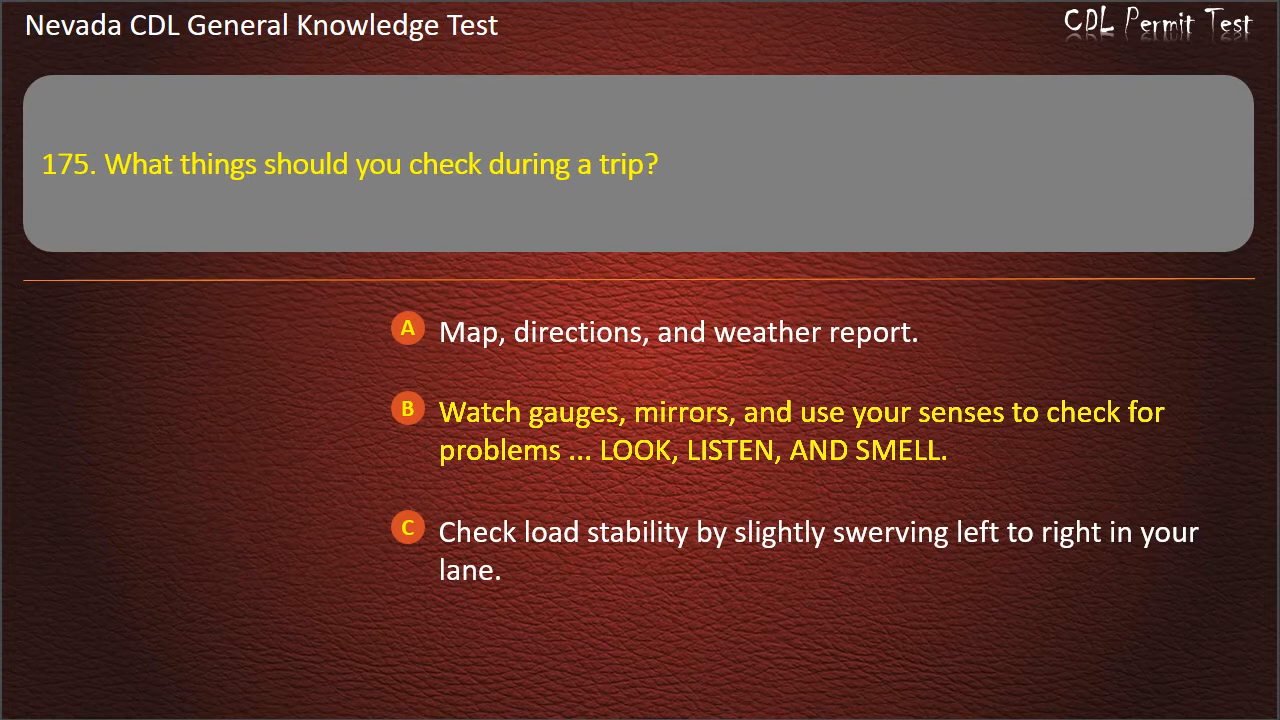 Nevada CDL General Knowledge Test
CDL Permit Test
175. What things should you check during a trip?
A Map, directions, and weather report.
B Watch gauges, mirrors, and use your senses to check for
problems ... LOOK, LISTEN, AND SMELL.
C Check load stability by slightly swerving left to right in your
lane.